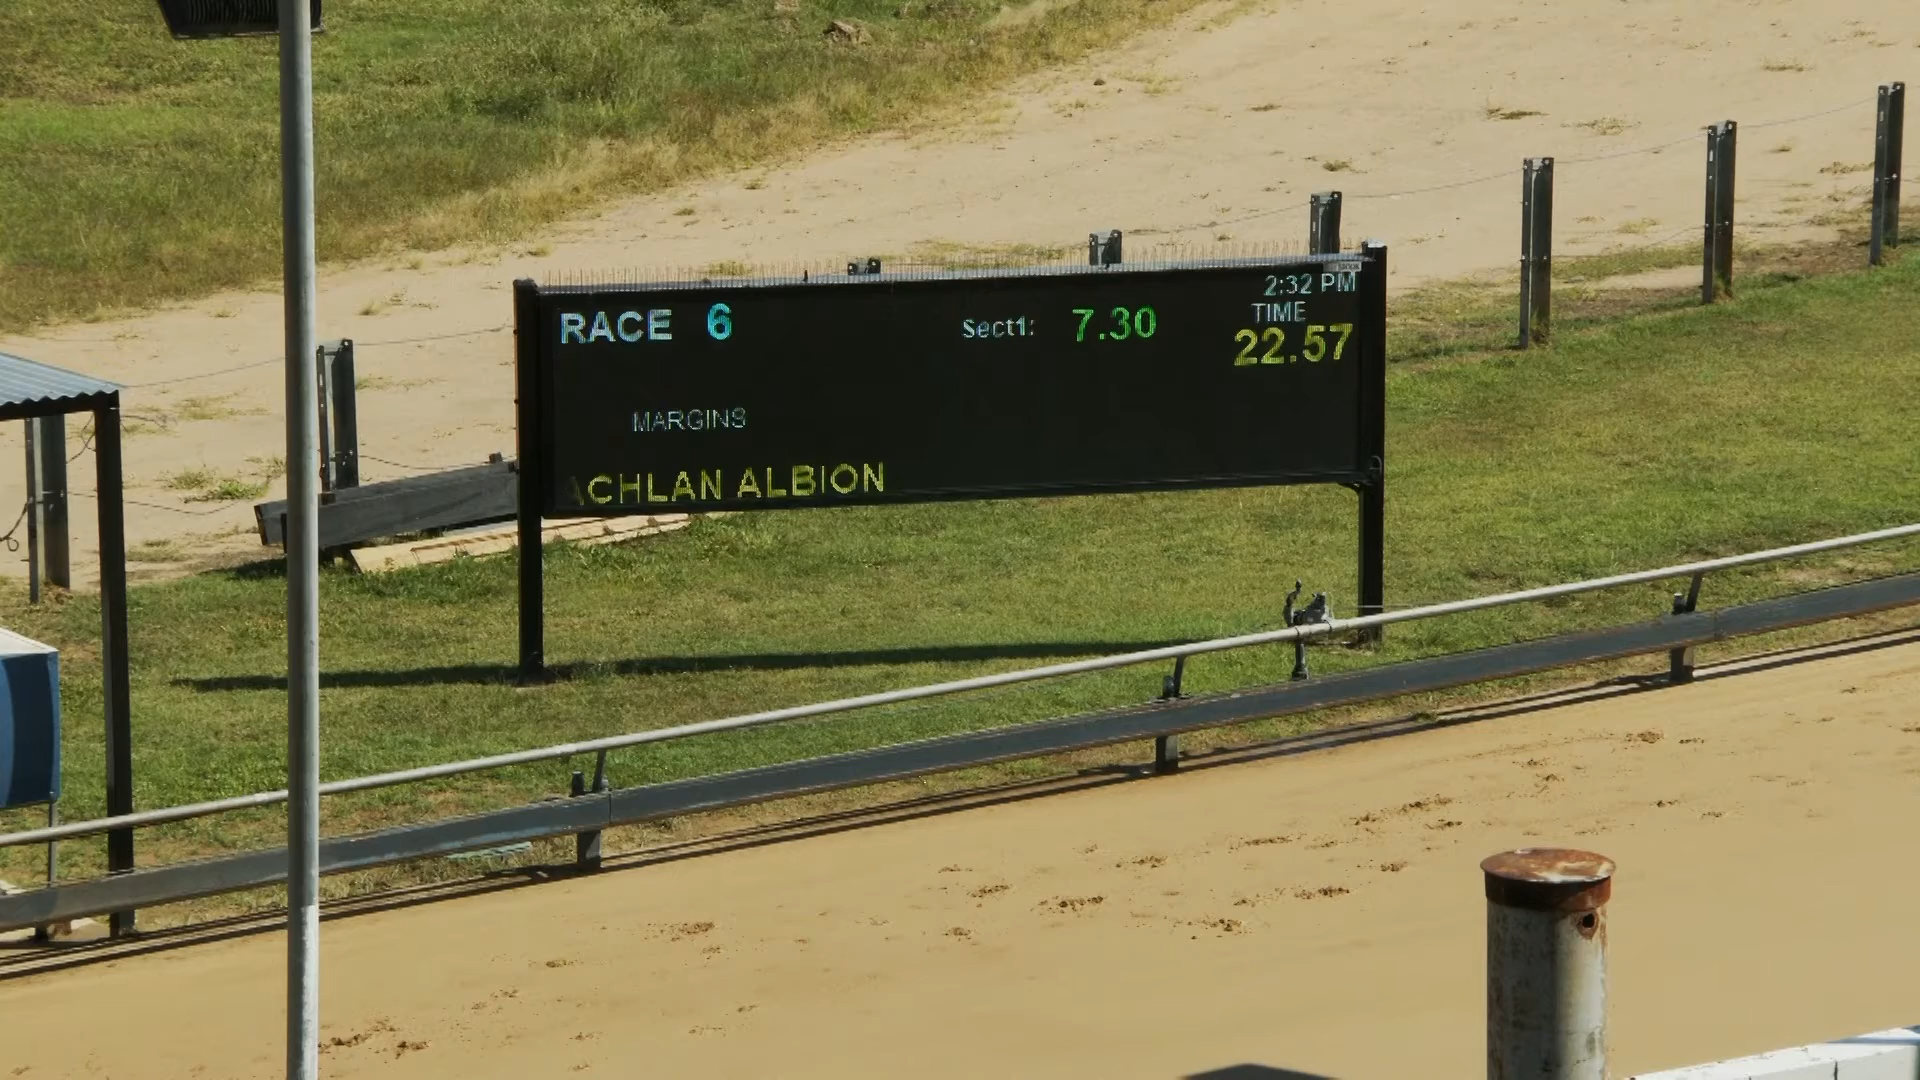 2:32 PM
RACE 6 Sect1: 7.30 TIME
22.57
MARGINS
ACHLAN ALBION